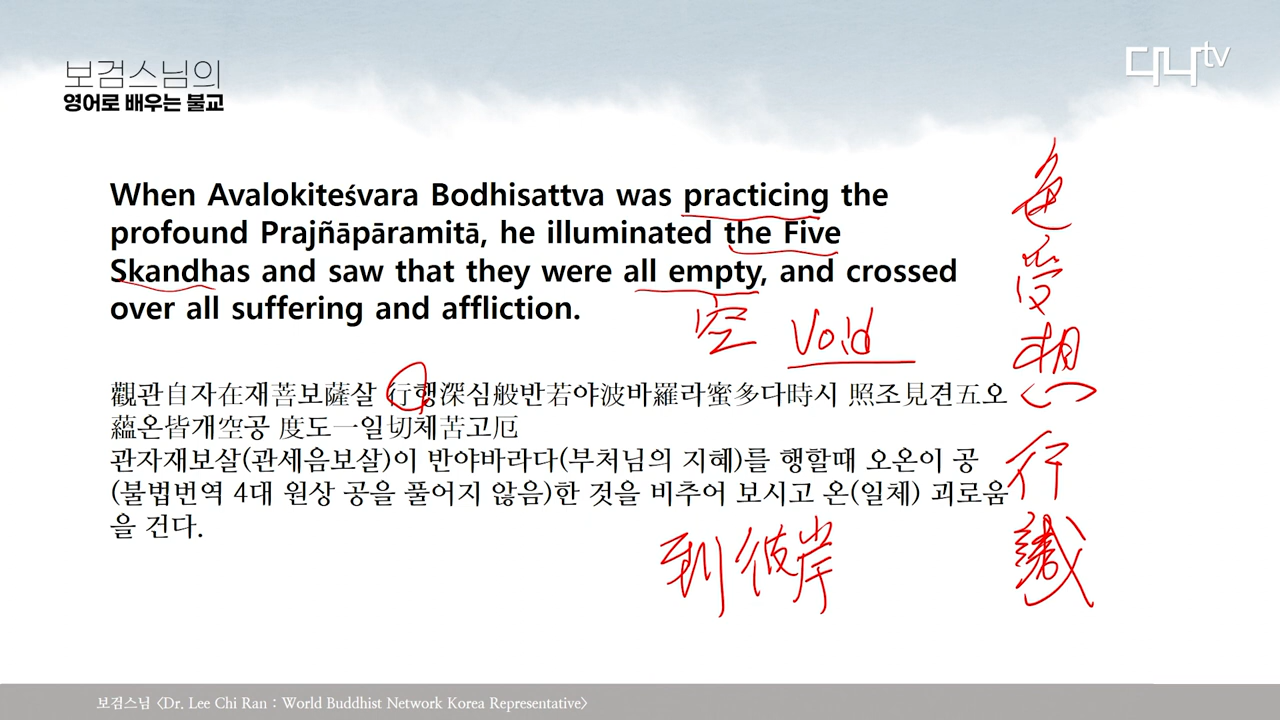 보검스님의
영어로 배우는 불교
다나tv
When Avalokiteśvara Bodhisattva was practicing the
profound Prajñāpāramitā, he illuminated the Five
Skandhas and saw that they were all empty, and crossed
over all suffering and affliction.
空 Void
觀관自자在재菩보薩살 行행深심般반若야波바羅라蜜多다時시 照조見견五오
蘊온皆개空공 度도一일切체苦고厄
관자재보살(관세음보살)이 반야바라다(부처님의 지혜)를 행할때 오온이 공
(불법번역 4대 원상 공을 풀어지 않음)한 것을 비추어 보시고 온(일체) 괴로움
을 건다.
到彼岸
色
受
想
行
識
보검스님 <Dr. Lee Chi Ran : World Buddhist Network Korea Representative>